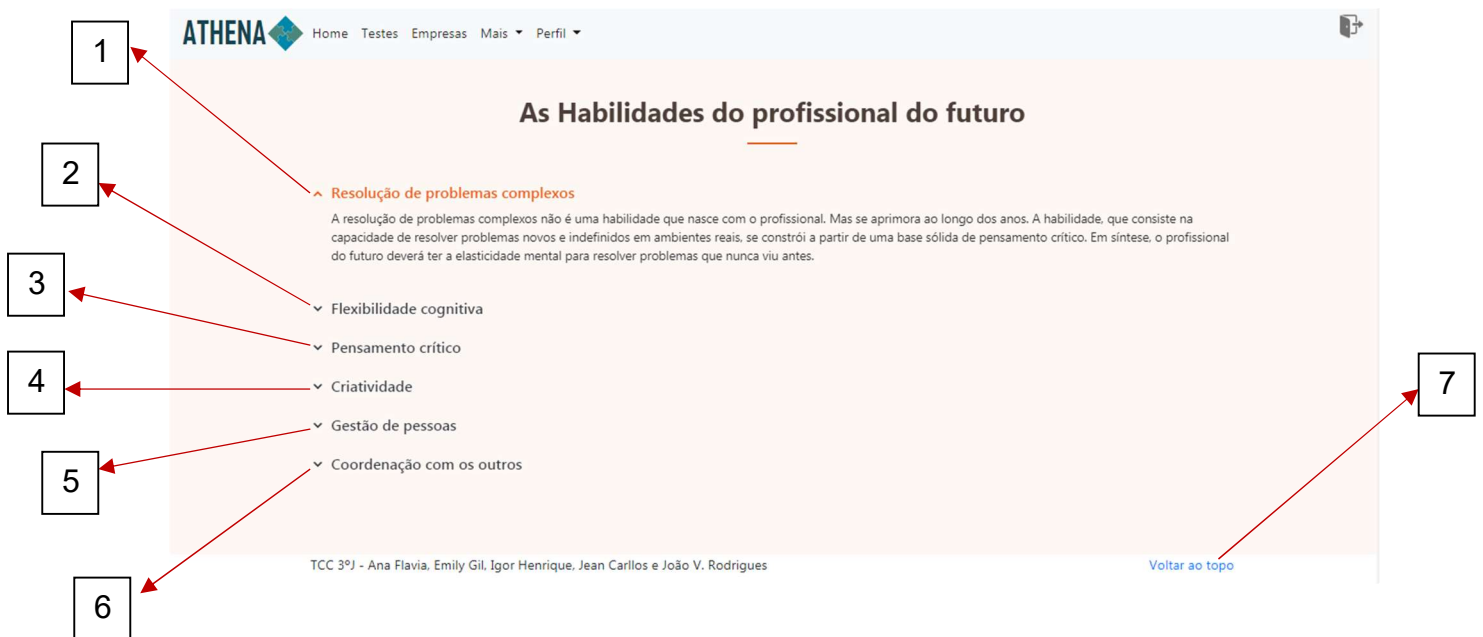 ATHENA Home Testes Empresas Mais Perfil
1
As Habilidades do profissional do futuro
2
Resolução de problemas complexos
A resolução de problemas complexos não é uma habilidade que nasce com o profissional. Mas se aprimora ao longo dos anos. A habilidade, que consiste na
capacidade de resolver problemas novos e indefinidos em ambientes reais, se constrói a partir de uma base sólida de pensamento crítico. Em síntese, o profissional
do futuro deverá ter a elasticidade mental para resolver problemas que nunca viu antes.
3
Flexibilidade cognitiva
Pensamento crítico
4
Criatividade
7
Gestão de pessoas
5
Coordenação com os outros
TCC 3ºJ - Ana Flavia, Emily Gil, Igor Henrique, Jean Carllos e João V. Rodrigues
Voltar ao topo
6